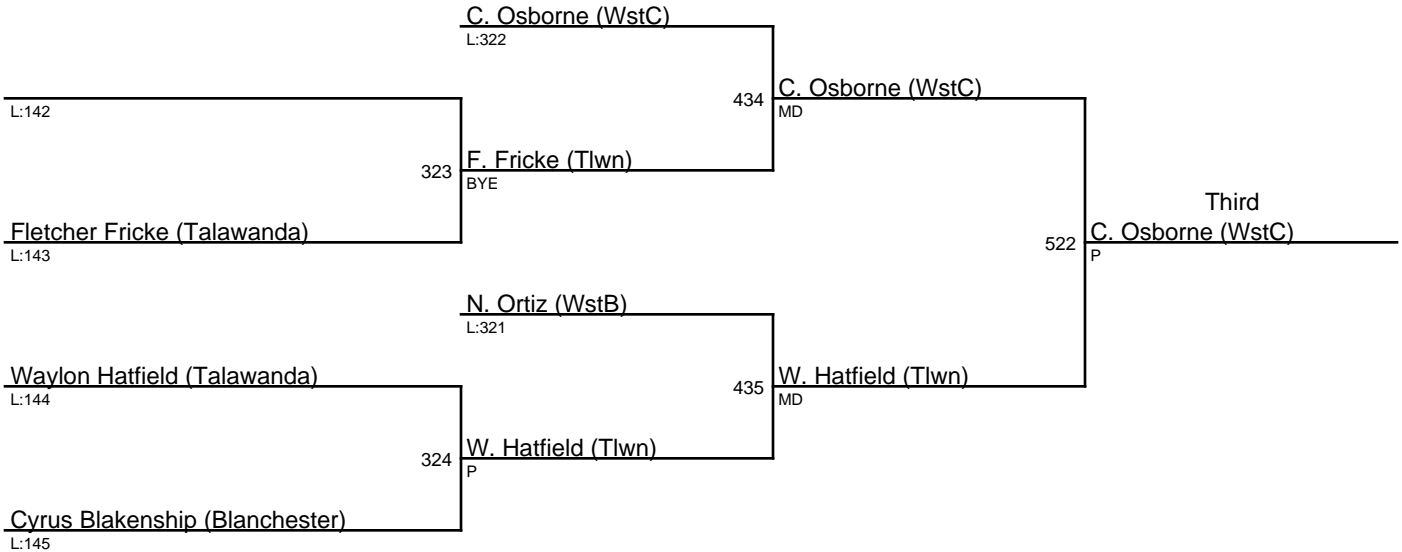 C. Osborne (WstC)
L:322
L:142
434
C. Osborne (WstC)
MD
323
F. Fricke (Tlwn)
BYE
Fletcher Fricke (Talawanda)
L:143
Third
522
C. Osborne (WstC)
P
N. Ortiz (WstB)
L:321
Waylon Hatfield (Talawanda)
L:144
435
W. Hatfield (Tlwn)
MD
324
W. Hatfield (Tlwn)
P
Cyrus Blakenship (Blanchester)
L:145